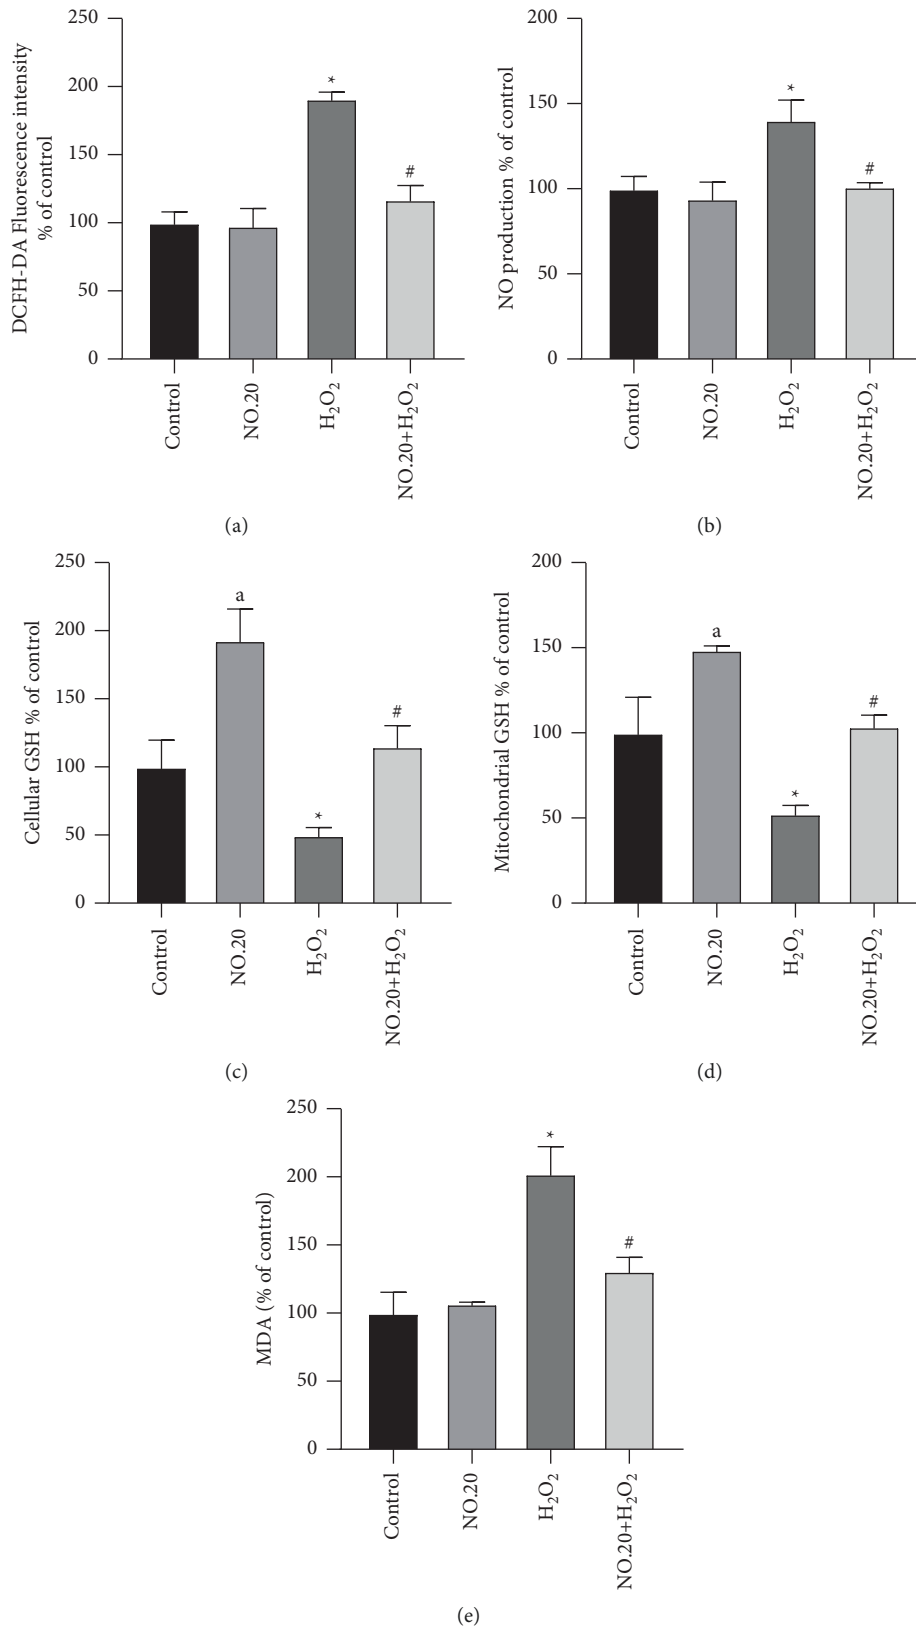 DCFH-DA Fluorescence intensity
% of control
250
200
150
100
50
0
*
#
Control
NO.20
H₂O₂
NO.20+H₂O₂
(a)
NO production % of control
200
150
100
50
0
*
#
Control
NO.20
H₂O₂
NO.20+H₂O₂
(b)
Cellular GSH % of control
250
200
150
100
50
0
a
*
#
Control
NO.20
H₂O₂
NO.20+H₂O₂
(c)
Mitochondrial GSH % of control
200
150
100
50
0
a
*
#
Control
NO.20
H₂O₂
NO.20+H₂O₂
(d)
MDA (% of control)
250
200
150
100
50
0
*
#
Control
NO.20
H₂O₂
NO.20+H₂O₂
(e)